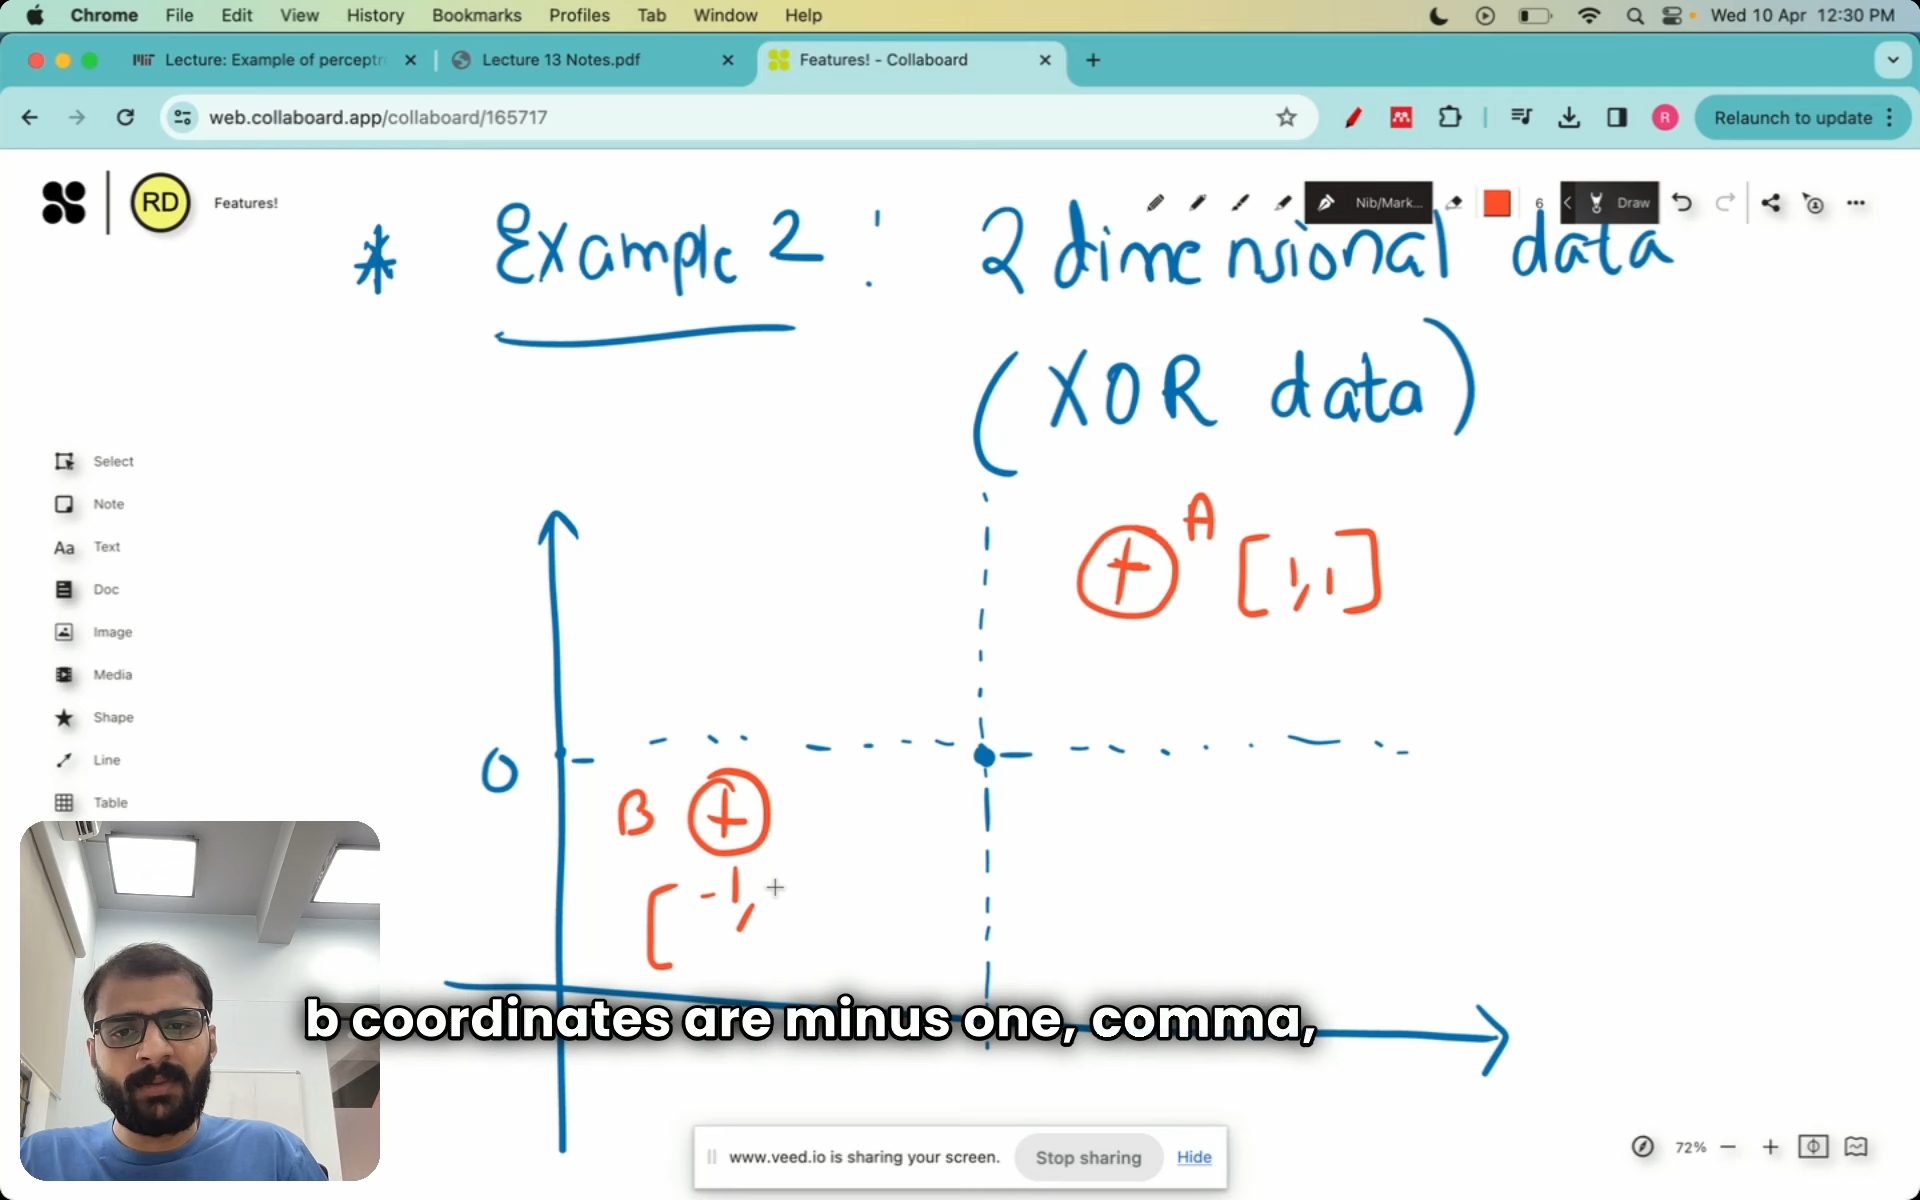 Chrome File Edit View History Bookmarks Profiles Tab Window Help Wed 10 Apr 12:30 PM
Lecture: Example of perceptr Lecture 13 Notes.pdf Features! - Collaboard
web.collaboard.app/collaboard/165717 R Relaunch to update
RD Features! Nib/Mark... 6 Draw
* Example 2 : 2 dimensional data
(XOR data)
Select
Note
Aa Text
Doc
Image
Media
Shape
Line
Table
+ A [1,1]
0
B +
[-1,
b coordinates are minus one, comma,
www.veed.io is sharing your screen. Stop sharing Hide
72%